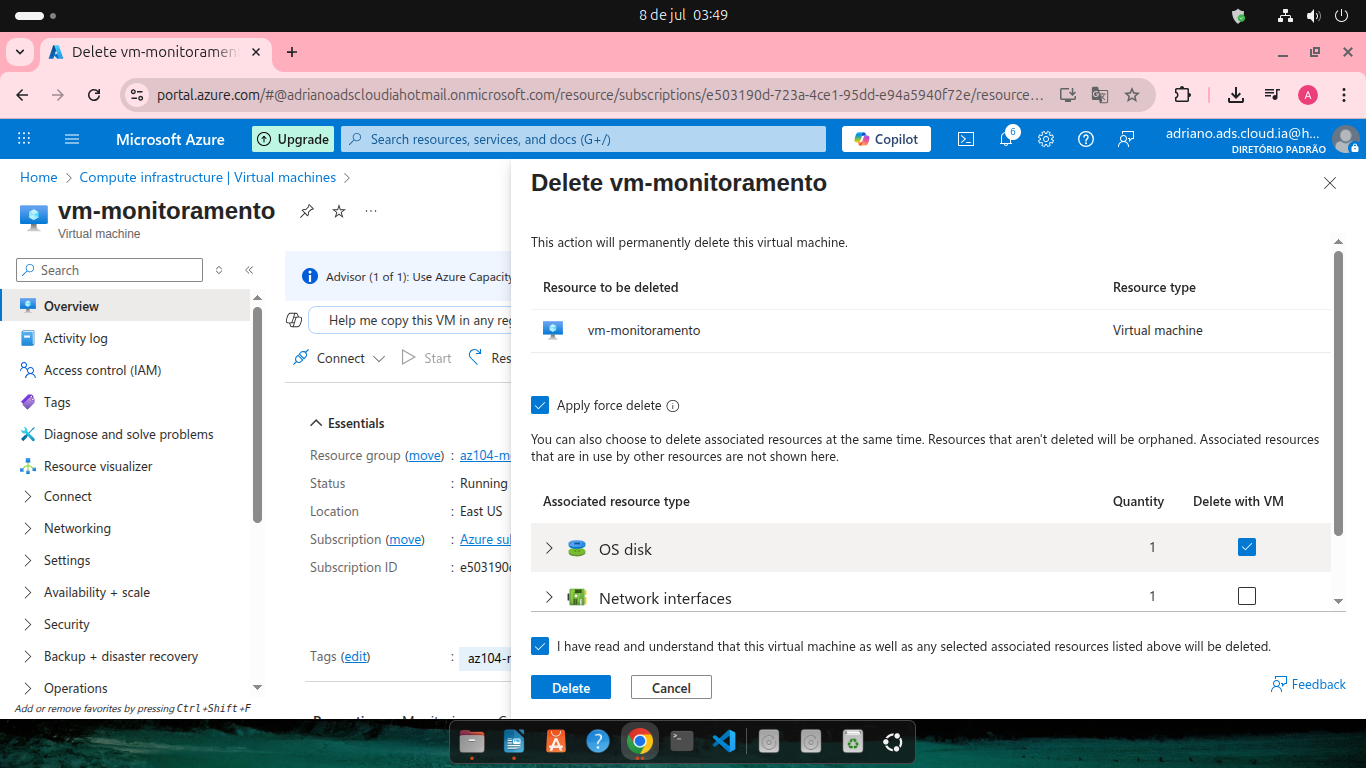 8 de jul 03:49
Delete vm-monitoramen
portal.azure.com/#@adrianoadscloudiahotmail.onmicrosoft.com/resource/subscriptions/e503190d-723a-4ce1-95dd-e94a5940f72e/resource…
A
Microsoft Azure
Upgrade
Search resources, services, and docs (G+/)
Copilot
6
adriano.ads.cloud.ia@h...
DIRETÓRIO PADRÃO
Home
Compute infrastructure | Virtual machines
vm-monitoramento
Virtual machine
Search
Overview
Activity log
Access control (IAM)
Tags
Diagnose and solve problems
Resource visualizer
Connect
Networking
Settings
Availability + scale
Security
Backup + disaster recovery
Operations
Add or remove favorites by pressing Ctrl+Shift+F
Advisor (1 of 1): Use Azure Capacity
Help me copy this VM in any reg
Connect
Start
Res
Essentials
Resource group (move) : az104-m
Status : Running
Location : East US
Subscription (move) : Azure sub
Subscription ID : e503190d
Tags (edit) : az104-m
Delete vm-monitoramento
This action will permanently delete this virtual machine.
Resource to be deleted Resource type
vm-monitoramento Virtual machine
Apply force delete
You can also choose to delete associated resources at the same time. Resources that aren't deleted will be orphaned. Associated resources
that are in use by other resources are not shown here.
Associated resource type Quantity Delete with VM
OS disk 1
Network interfaces 1
I have read and understand that this virtual machine as well as any selected associated resources listed above will be deleted.
Delete
Cancel
Feedback